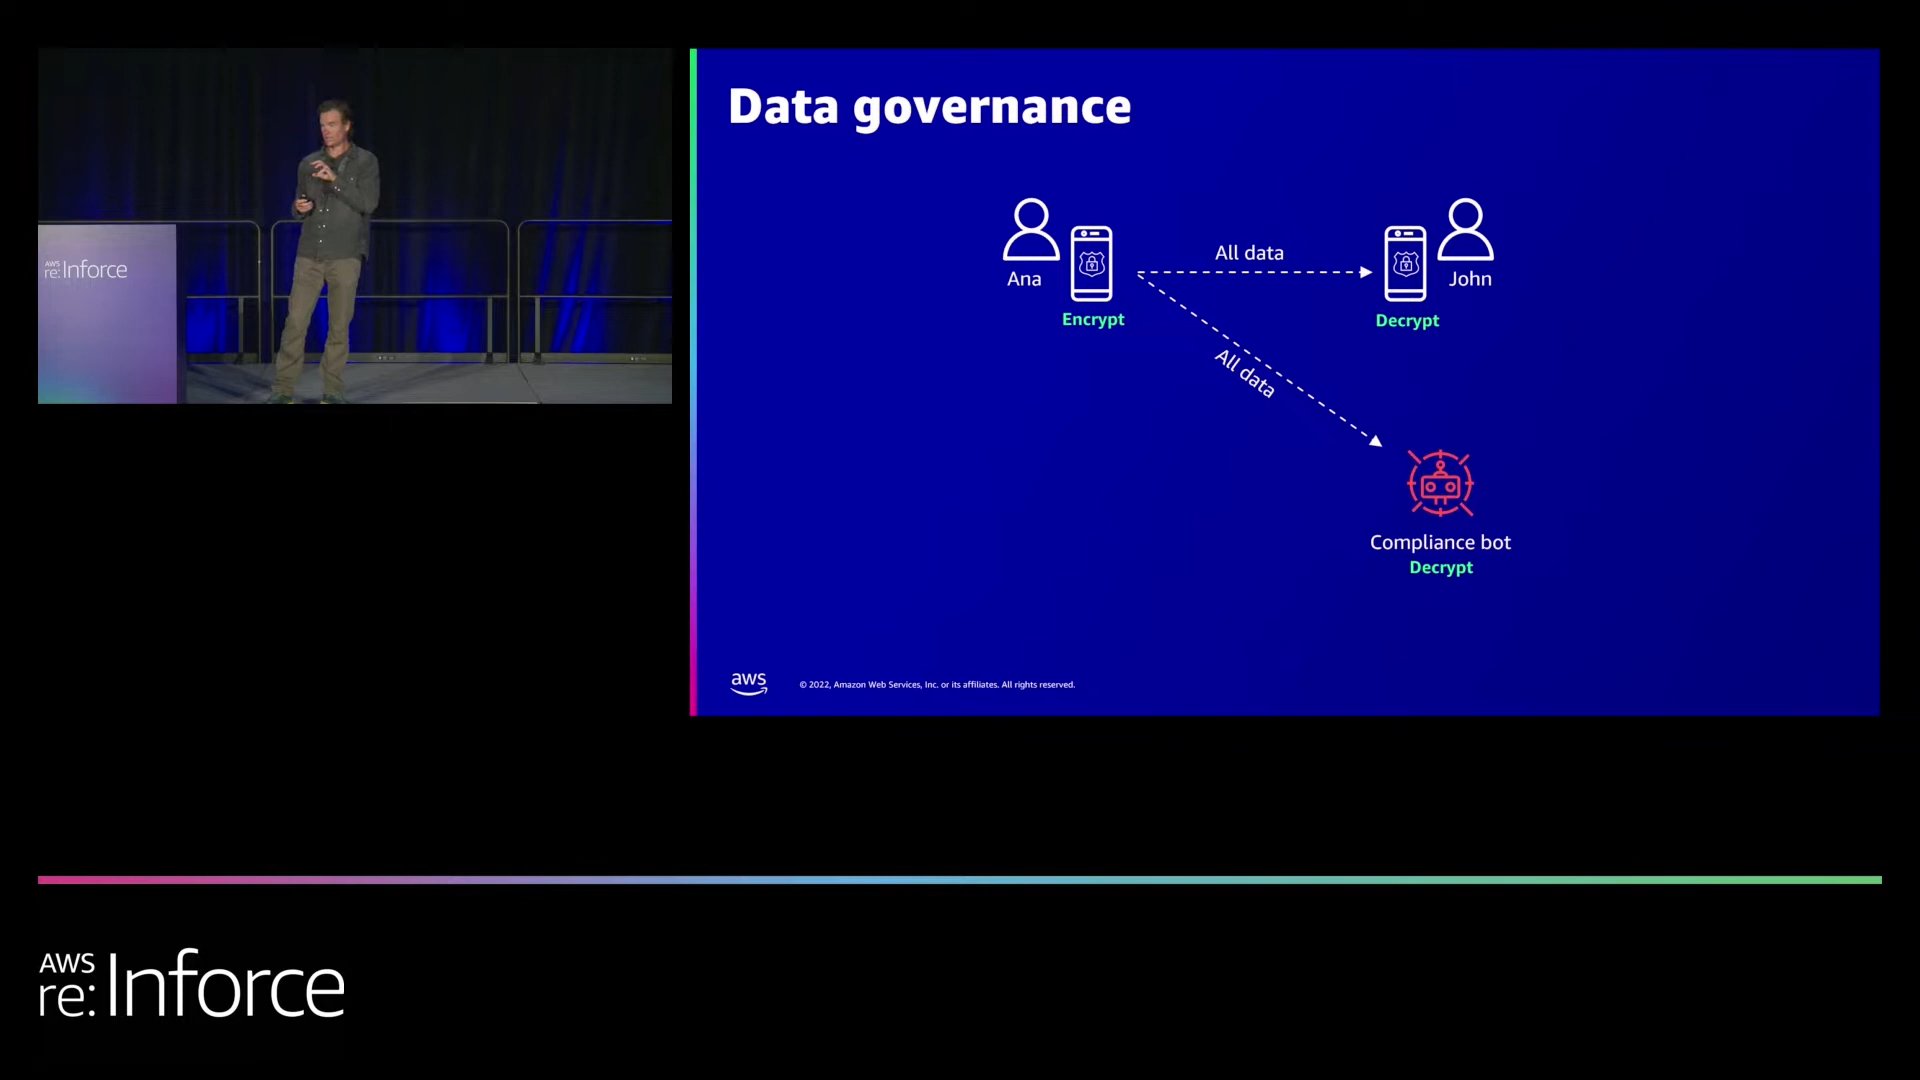 AWS
re:Inforce
Data governance
Ana
All data
John
Encrypt
Decrypt
All data
Compliance bot
Decrypt
aws
© 2022, Amazon Web Services, Inc. or its affiliates. All rights reserved.
AWS
re:Inforce